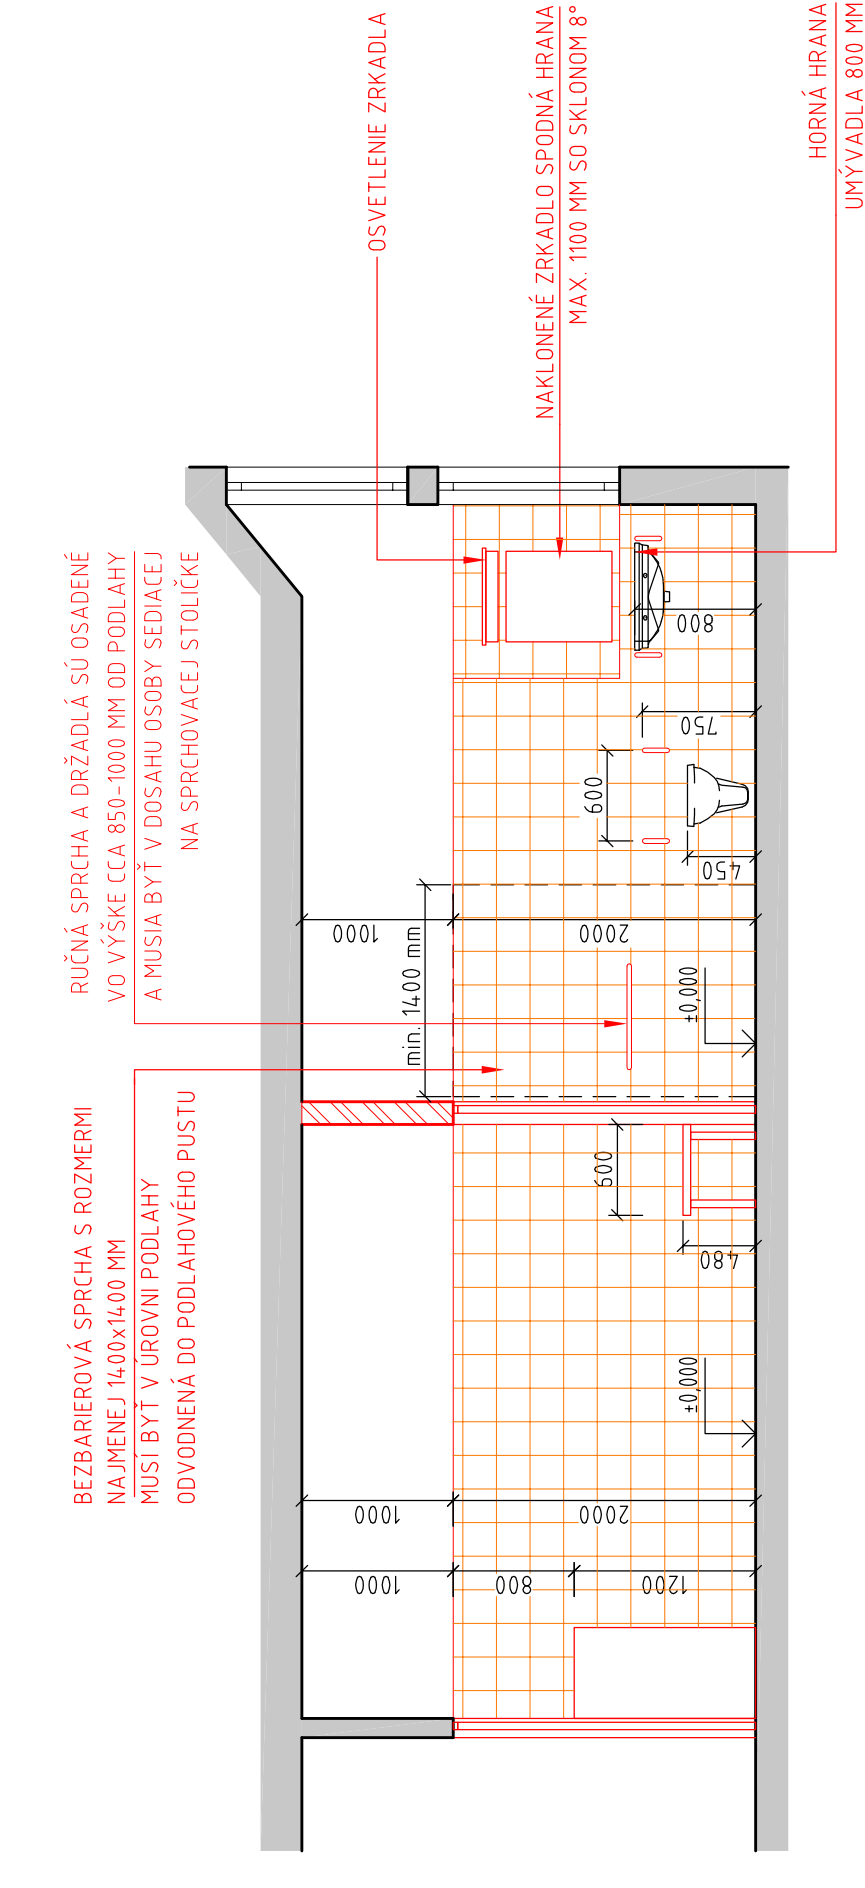 BEZBARIEROVÁ SPRCHA S ROZMERMI
NAJMENEJ 1400x1400 MM
MUSÍ BYŤ V ÚROVNI PODLAHY
ODVODNENÁ DO PODLAHOVÉHO PUSTU
RUČNÁ SPRCHA A DRŽADLÁ SÚ OSADENÉ
VO VÝŠKE CCA 850-1000 MM OD PODLAHY
A MUSIA BYŤ V DOSAHU OSOBY SEDIACEJ
NA SPRCHOVACEJ STOLIČKE
OSVETLENIE ZRKADLA
NAKLONENÉ ZRKADLO SPODNÁ HRANA
MAX. 1100 MM SO SKLONOM 8°
HORNÁ HRANA
UMÝVADLA 800 MM
1000
800
1200
1000
2000
±0,000
480
600
min. 1400 mm
1000
2000
±0,000
450
600
750
800